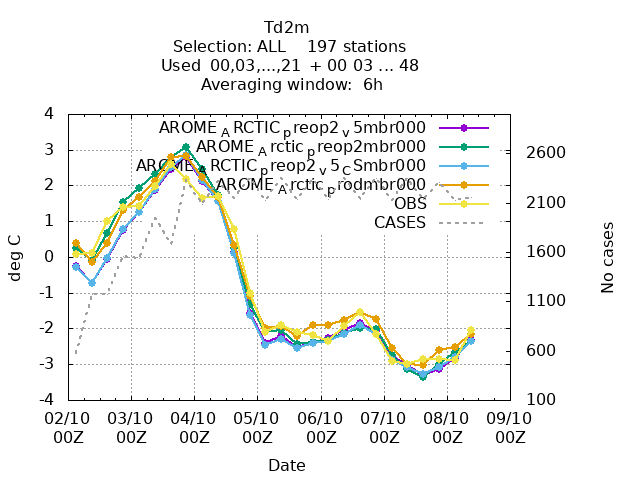 Td2m
Selection: ALL    197 stations
Used  00,03,...,21  + 00 03 ... 48
Averaging window:  6h
AROME_ARCTIC_preop2_v5mbr000
AROME_Arctic_preop2mbr000
AROME_ARCTIC_preop2_v5_CSmbr000
AROME_Arctic_prodmbr000
OBS
CASES
4
3
2
1
0
-1
-2
-3
-4
deg C
2600
2100
1600
1100
600
100
No cases
02/10 03/10 04/10 05/10 06/10 07/10 08/10 09/10
00Z 00Z 00Z 00Z 00Z 00Z 00Z 00Z
Date